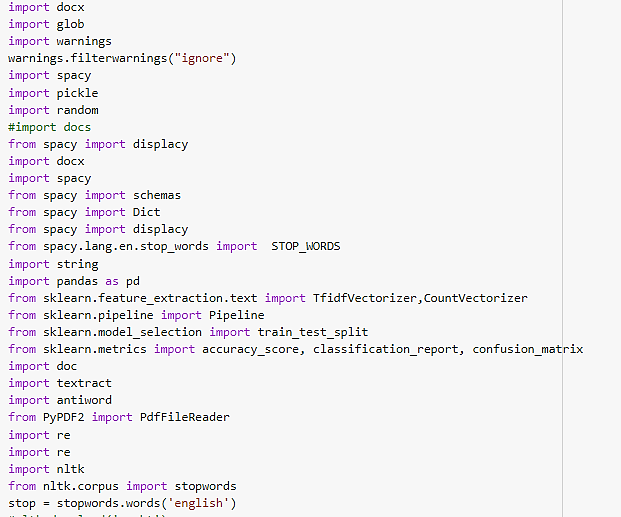 import docx
import glob
import warnings
warnings.filterwarnings("ignore")
import spacy
import pickle
import random
#import docs
from spacy import displacy
import docx
import spacy
from spacy import schemas
from spacy import Dict
from spacy import displacy
from spacy.lang.en.stop_words import  STOP_WORDS
import string
import pandas as pd
from sklearn.feature_extraction.text import TfidfVectorizer,CountVectorizer
from sklearn.pipeline import Pipeline
from sklearn.model_selection import train_test_split
from sklearn.metrics import accuracy_score, classification_report, confusion_matrix
import doc
import textract
import antiword
from PyPDF2 import PdfFileReader
import re
import re
import nltk
from nltk.corpus import stopwords
stop = stopwords.words('english')